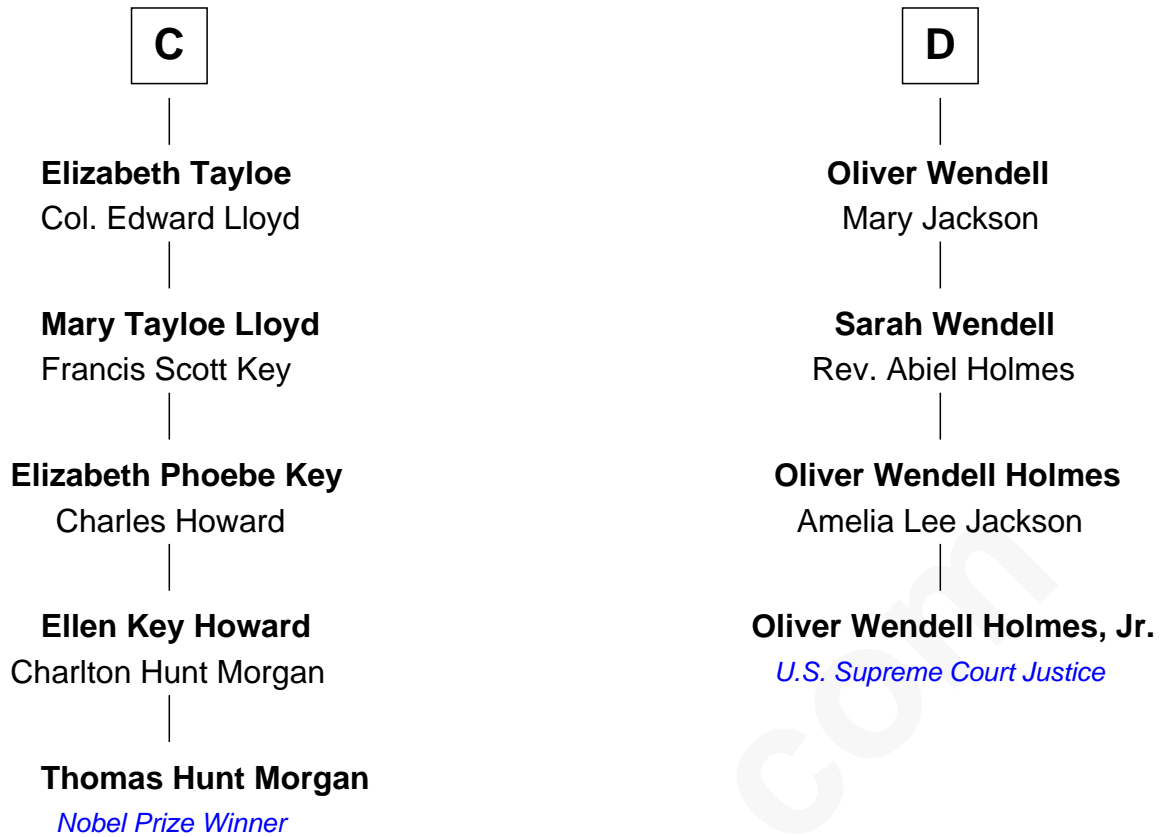 C
Elizabeth Tayloe
Col. Edward Lloyd
Mary Tayloe Lloyd
Francis Scott Key
Elizabeth Phoebe Key
Charles Howard
Ellen Key Howard
Charlton Hunt Morgan
Thomas Hunt Morgan
Nobel Prize Winner
D
Oliver Wendell
Mary Jackson
Sarah Wendell
Rev. Abiel Holmes
Oliver Wendell Holmes
Amelia Lee Jackson
Oliver Wendell Holmes, Jr.
U.S. Supreme Court Justice
com